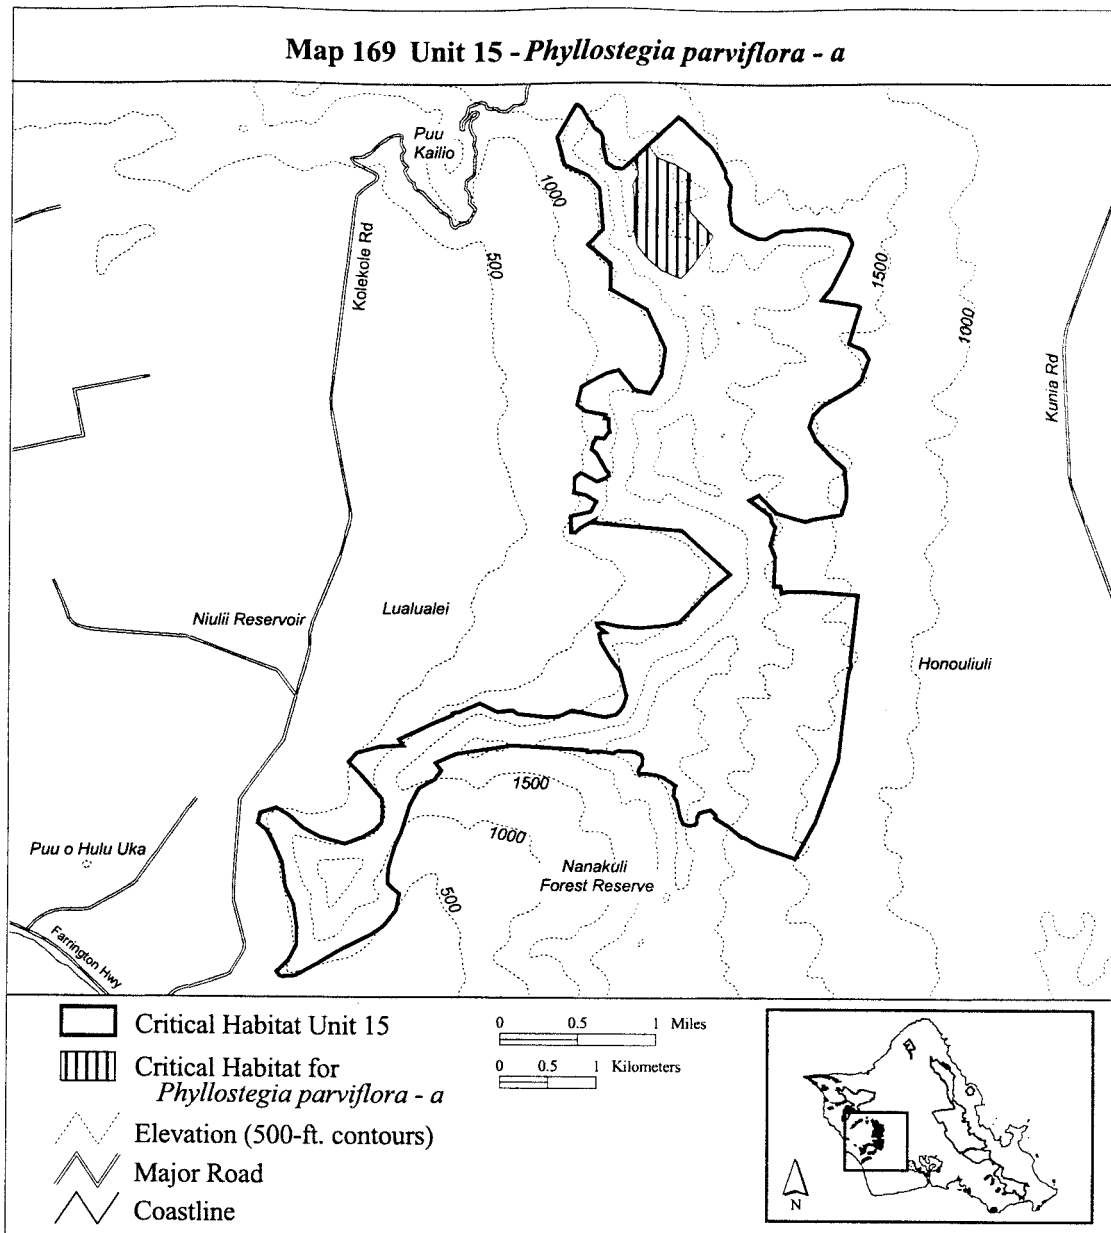 Map 169 Unit 15 - Phyllostegia parviflora - a
Puu
Kailio
1000
Kolekole Rd
500
1500
1000
Kunia Rd
Niulii Reservoir
Lualualei
Honouliuli
1500
1000
Puu o Hulu Uka
Nanakuli
Forest Reserve
500
Farrington Hwy
Critical Habitat Unit 15
Critical Habitat for
Phyllostegia parviflora - a
Elevation (500-ft. contours)
Major Road
Coastline
0 0.5 1 Miles
0 0.5 1 Kilometers
N